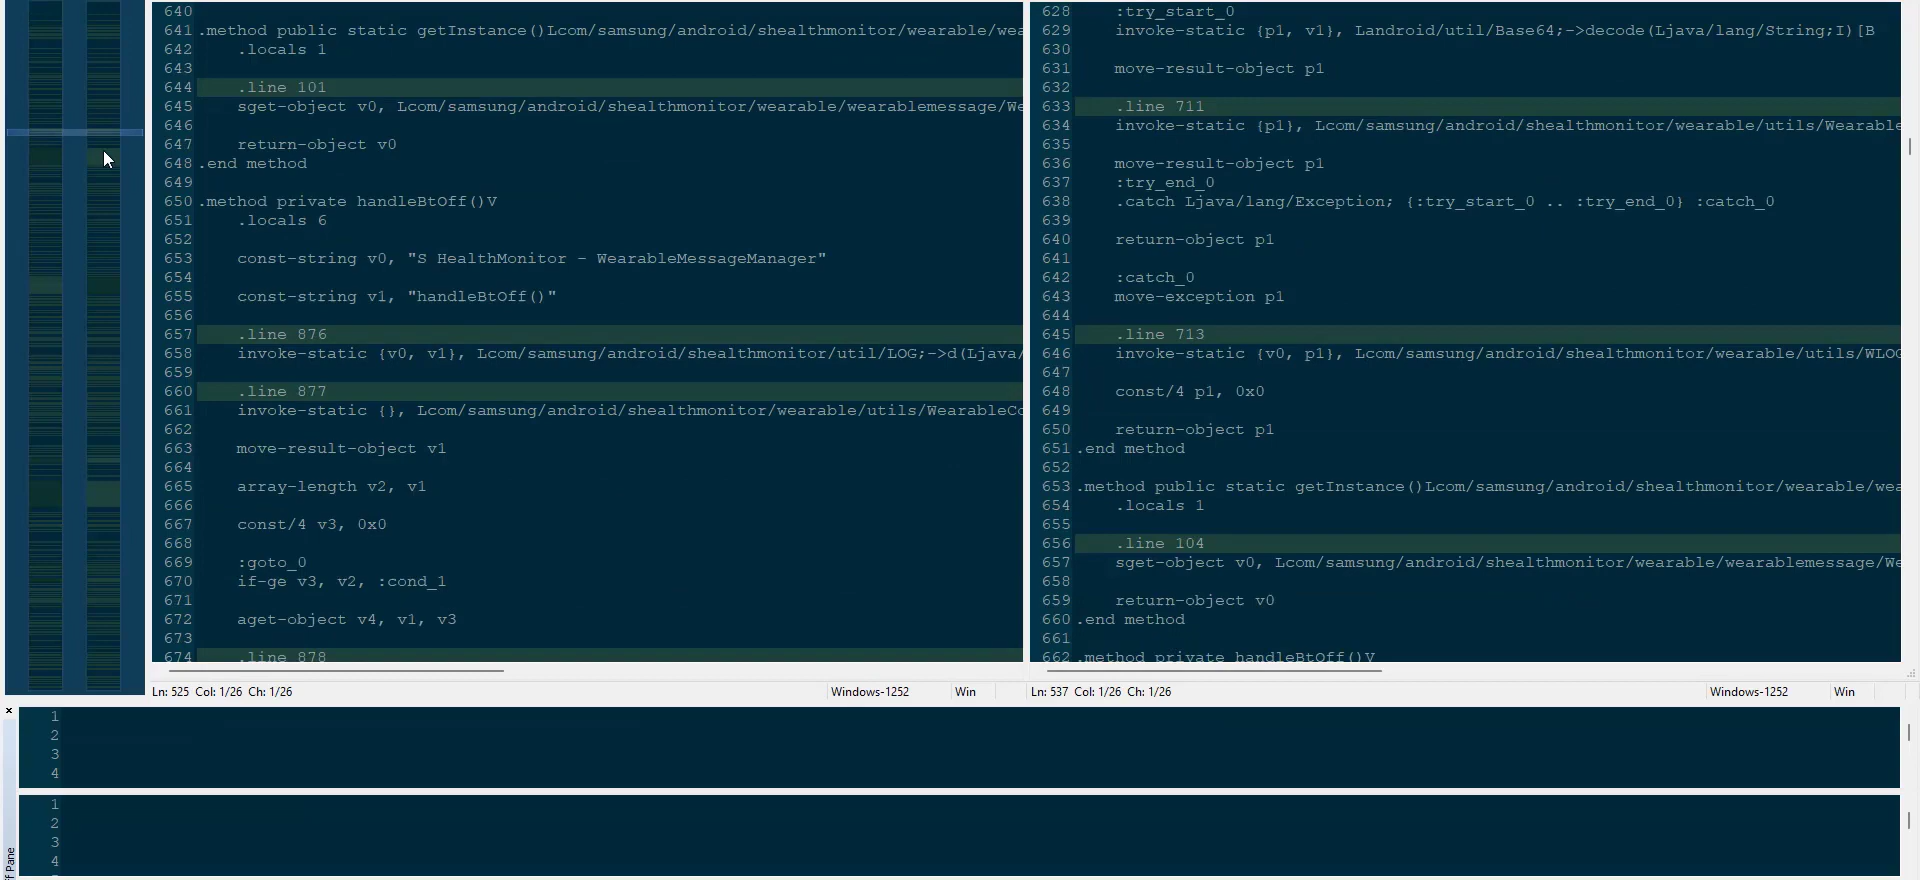 640
641 .method public static getInstance()Lcom/samsung/android/shealthmonitor/wearable/wea
642 .locals 1
643
644 .line 101
645 sget-object v0, Lcom/samsung/android/shealthmonitor/wearable/wearablemessage/We
646
647 return-object v0
648 .end method
649
650 .method private handleBtOff()V
651 .locals 6
652
653 const-string v0, "S HealthMonitor - WearableMessageManager"
654
655 const-string v1, "handleBtOff()"
656
657 .line 876
658 invoke-static {v0, v1}, Lcom/samsung/android/shealthmonitor/util/LOG;->d(Ljava/
659
660 .line 877
661 invoke-static {}, Lcom/samsung/android/shealthmonitor/wearable/utils/WearableCo
662
663 move-result-object v1
664
665 array-length v2, v1
666
667 const/4 v3, 0x0
668
669 :goto_0
670 if-ge v3, v2, :cond_1
671
672 aget-object v4, v1, v3
673
674 .line 878
628 :try_start_0
629 invoke-static {p1, v1}, Landroid/util/Base64;->decode(Ljava/lang/String;I)[B
630
631 move-result-object p1
632
633 .line 711
634 invoke-static {p1}, Lcom/samsung/android/shealthmonitor/wearable/utils/Wearable
635
636 move-result-object p1
637 :try_end_0
638 .catch Ljava/lang/Exception; {:try_start_0 .. :try_end_0} :catch_0
639
640 return-object p1
641
642 :catch_0
643 move-exception p1
644
645 .line 713
646 invoke-static {v0, p1}, Lcom/samsung/android/shealthmonitor/wearable/utils/WLOG
647
648 const/4 p1, 0x0
649
650 return-object p1
651 .end method
652
653 .method public static getInstance()Lcom/samsung/android/shealthmonitor/wearable/wea
654 .locals 1
655
656 .line 104
657 sget-object v0, Lcom/samsung/android/shealthmonitor/wearable/wearablemessage/We
658
659 return-object v0
660 .end method
661
662 .method private handleBtOff()V
Ln: 525 Col: 1/26 Ch: 1/26 Windows-1252 Win
Ln: 537 Col: 1/26 Ch: 1/26 Windows-1252 Win
1
2
3
4
1
2
3
4
Pane